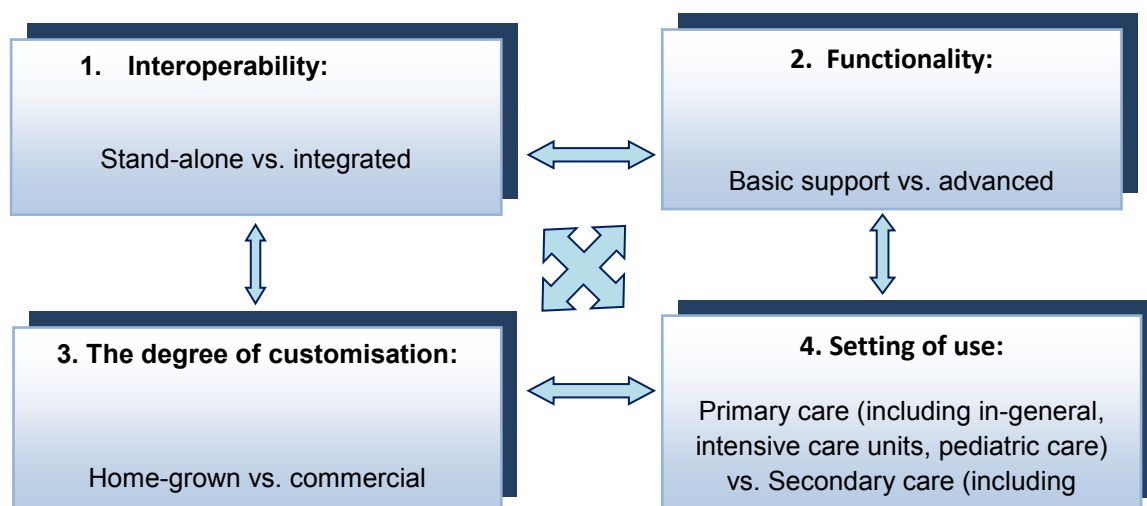 1. Interoperability:
Stand-alone vs. integrated
2. Functionality:
Basic support vs. advanced
3. The degree of customisation:
Home-grown vs. commercial
4. Setting of use:
Primary care (including in-general,
intensive care units, pediatric care)
vs. Secondary care (including